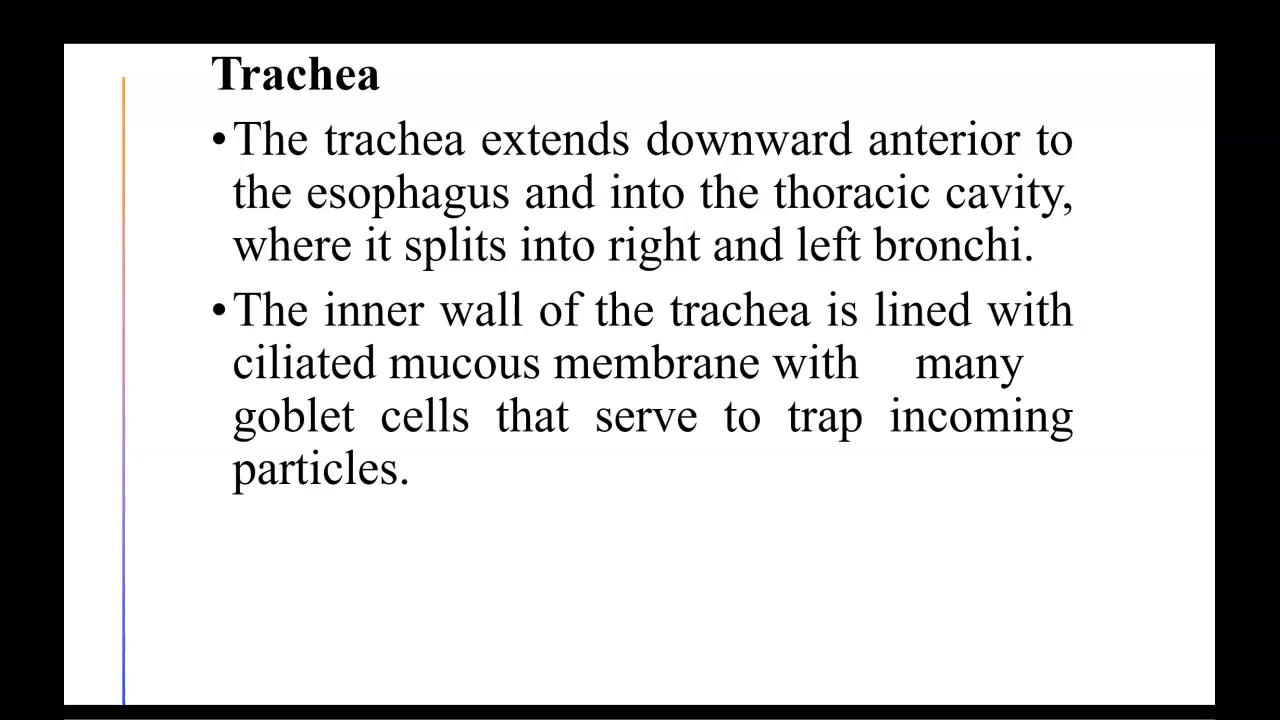 Trachea
•The trachea extends downward anterior to
the esophagus and into the thoracic cavity,
where it splits into right and left bronchi.
•The inner wall of the trachea is lined with
ciliated mucous membrane with many
goblet cells that serve to trap incoming
particles.